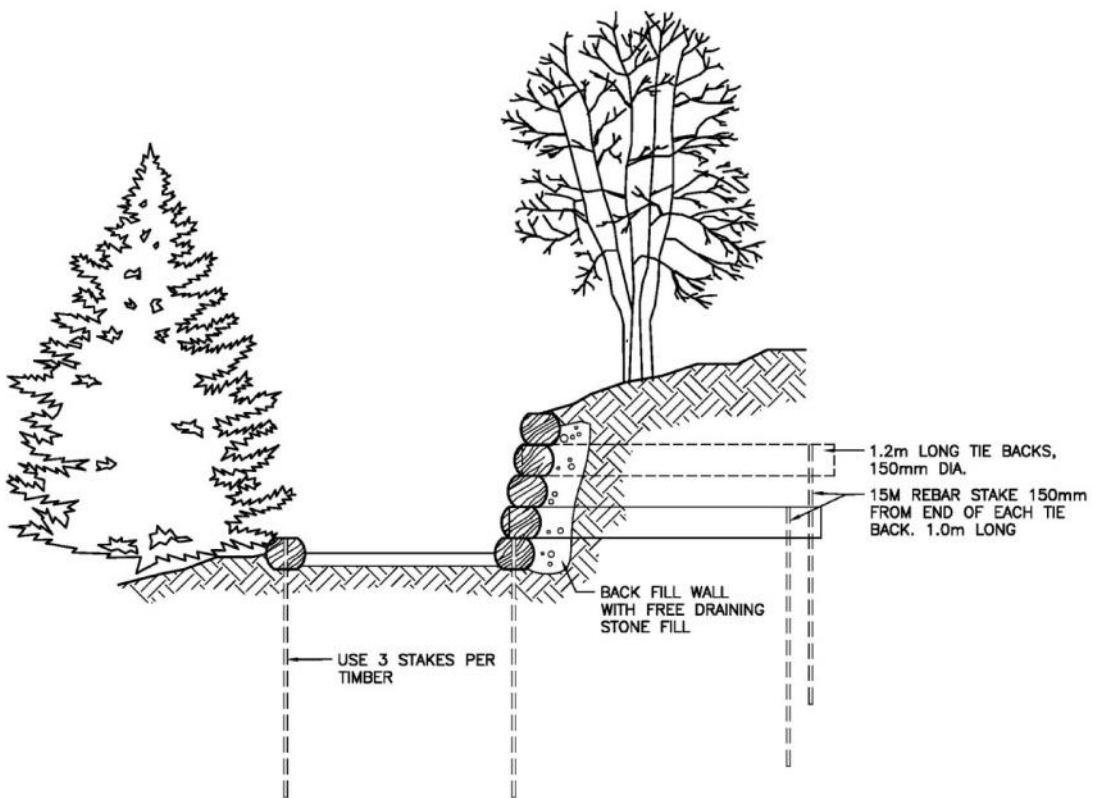 1.2m LONG TIE BACKS,
150mm DIA.
15M REBAR STAKE 150mm
FROM END OF EACH TIE
BACK. 1.0m LONG
BACK FILL WALL
WITH FREE DRAINING
STONE FILL
USE 3 STAKES PER
TIMBER